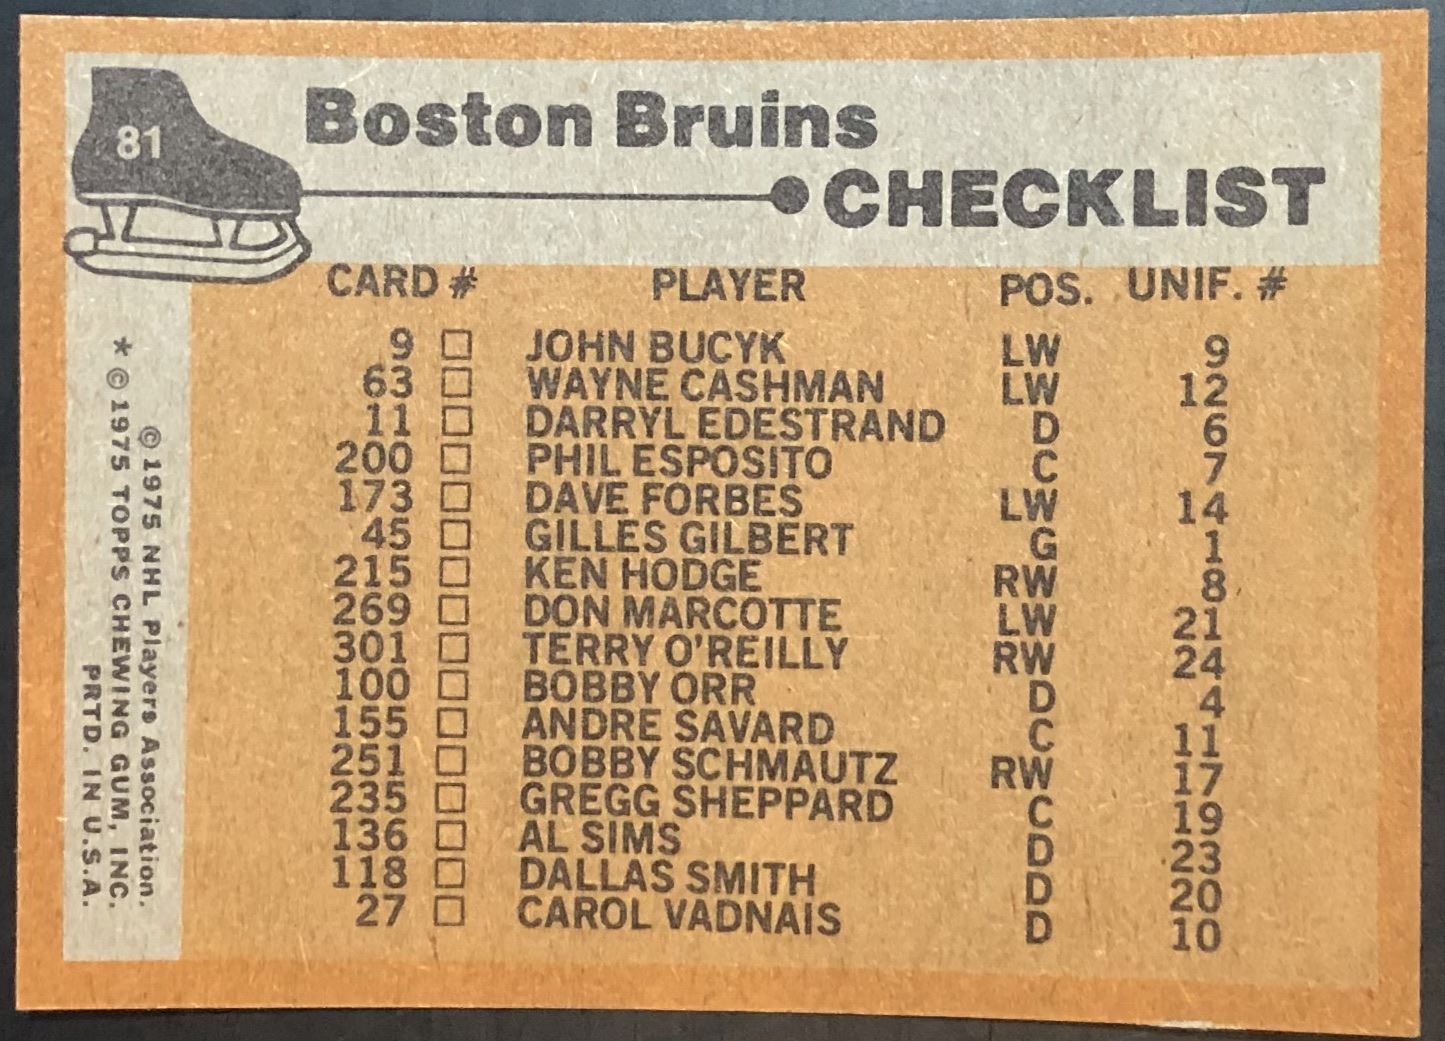 81
Boston Bruins
CHECKLIST
CARD # PLAYER POS. UNIF. #
9 □ JOHN BUCYK LW 9
63 □ WAYNE CASHMAN LW 12
11 □ DARRYL EDESTRAND D 6
200 □ PHIL ESPOSITO C 7
173 □ DAVE FORBES LW 14
45 □ GILLES GILBERT G 1
215 □ KEN HODGE RW 8
269 □ DON MARCOTTE LW 21
301 □ TERRY O'REILLY RW 24
100 □ BOBBY ORR D 4
155 □ ANDRE SAVARD C 11
251 □ BOBBY SCHMAUTZ RW 17
235 □ GREGG SHEPPARD C 19
136 □ AL SIMS D 23
118 □ DALLAS SMITH D 20
27 □ CAROL VADNAIS D 10
© 1975 NHL Players Association.
* © 1975 TOPPS CHEWING GUM, INC.
PRTD. IN U.S.A.